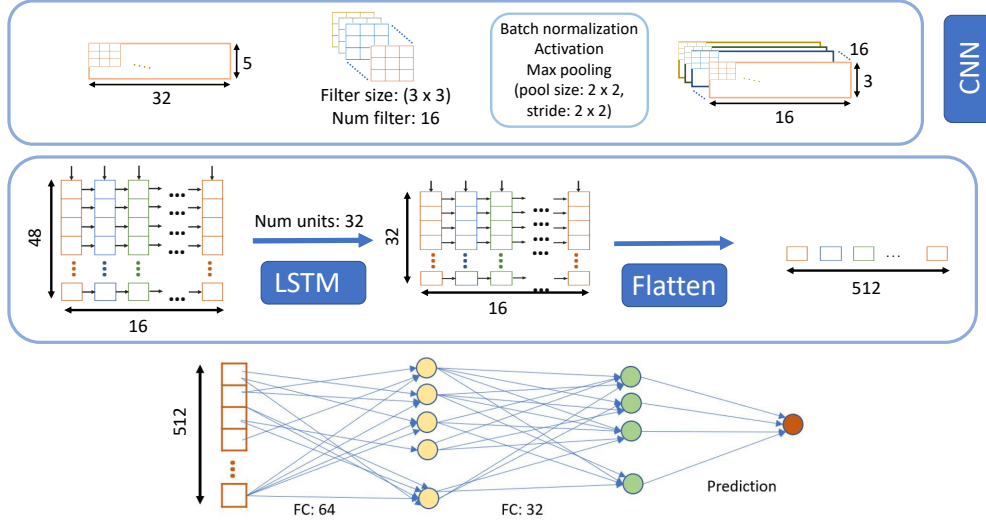 5
32
Filter size: (3 x 3)
Num filter: 16
Batch normalization
Activation
Max pooling
(pool size: 2 x 2,
stride: 2 x 2)
16
3
16
CNN
48
16
Num units: 32
LSTM
32
16
Flatten
...
512
512
FC: 64
FC: 32
Prediction